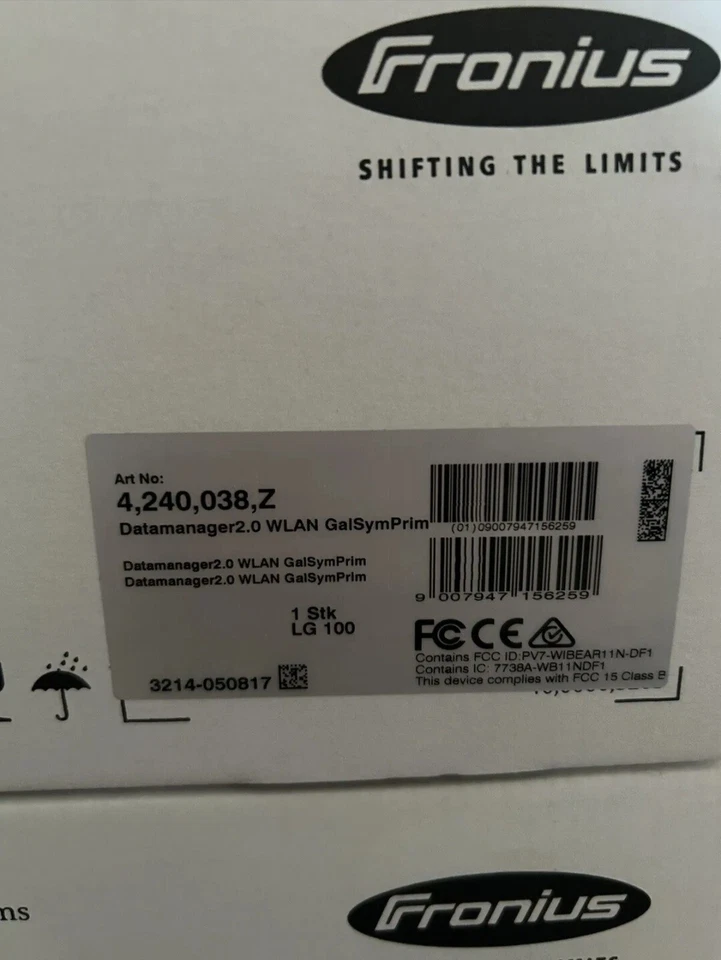 Fronius
SHIFTING THE LIMITS
Art No:
4,240,038,Z
Datamanager2.0 WLAN GalSymPrim
(01)09007947156259
Datamanager2.0 WLAN GalSymPrim
Datamanager2.0 WLAN GalSymPrim
9 007947 156259
1 Stk
LG 100
FC CE
Contains FCC ID:PV7-WIBEAR11N-DF1
Contains IC: 7738A-WB11NDF1
This device complies with FCC 15 Class B
3214-050817
Fronius